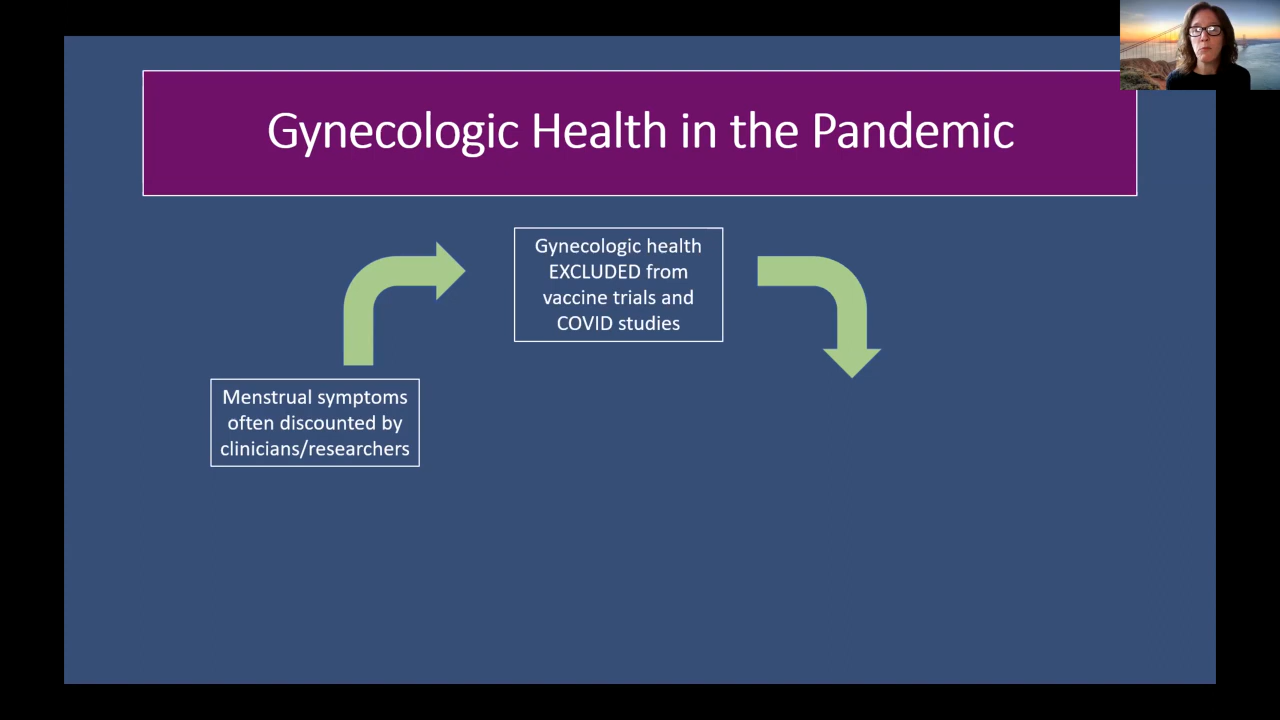 Gynecologic Health in the Pandemic
Gynecologic health
EXCLUDED from
vaccine trials and
COVID studies
Menstrual symptoms
often discounted by
clinicians/researchers